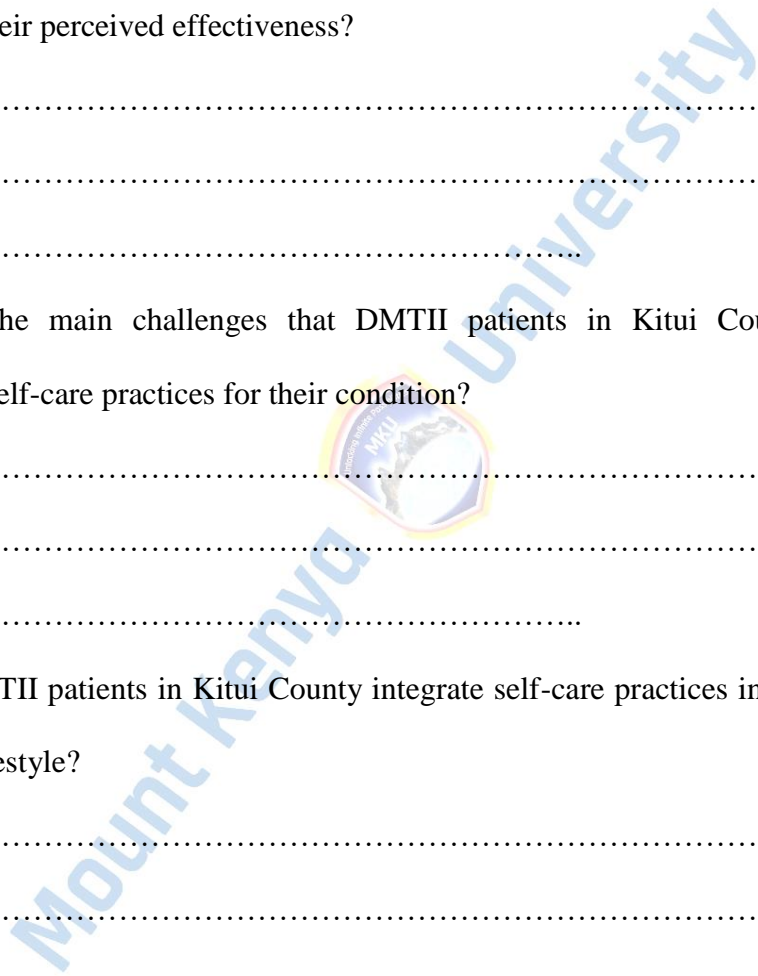 eir perceived effectiveness?
……………………………………………………………………
……………………………………………………………………
…………………………………………………..
he main challenges that DMTII patients in Kitui Cou
elf-care practices for their condition?
……………………………………………………………………
……………………………………………………………………
…………………………………………………..
TII patients in Kitui County integrate self-care practices in
estyle?
……………………………………………………………………
……………………………………………………………………
Mount Kenya University
MKU